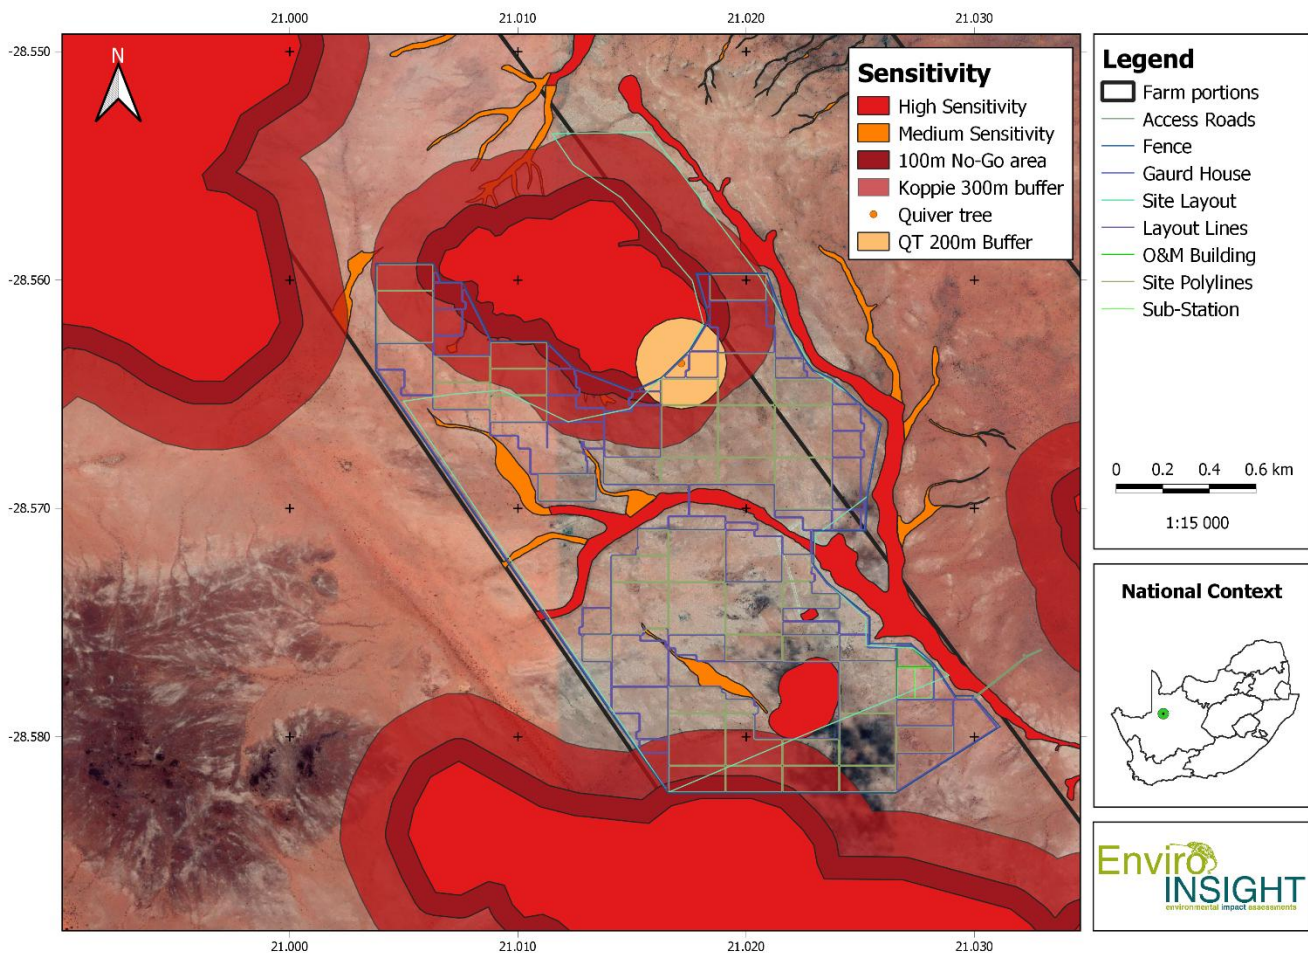 21.000
21.010
21.020
21.030
-28.550
-28.560
-28.570
-28.580
N
Sensitivity
High Sensitivity
Medium Sensitivity
100m No-Go area
Koppie 300m buffer
Quiver tree
QT 200m Buffer
21.000
21.010
21.020
21.030
Legend
Farm portions
Access Roads
Fence
Gaurd House
Site Layout
Layout Lines
O&M Building
Site Polylines
Sub-Station
0 0.2 0.4 0.6 km
1:15 000
National Context
Enviro
INSIGHT
environmental impact assessments